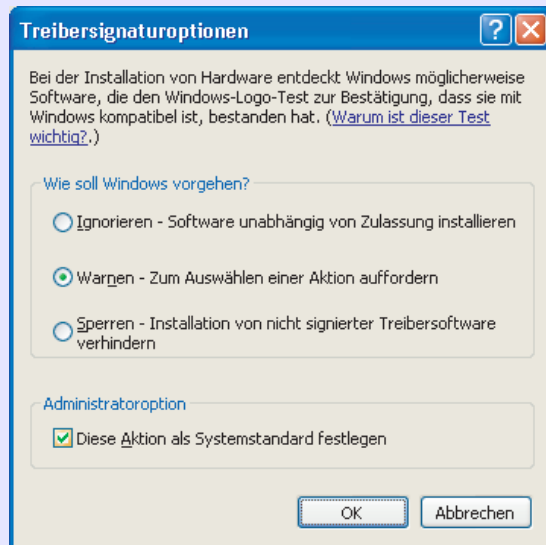 Treibersignaturoptionen
Bei der Installation von Hardware entdeckt Windows möglicherweise
Software, die den Windows-Logo-Test zur Bestätigung, dass sie mit
Windows kompatibel ist, bestanden hat. (Warum ist dieser Test
wichtig?.)
Wie soll Windows vorgehen?
Ignorieren - Software unabhängig von Zulassung installieren
Warnen - Zum Auswählen einer Aktion auffordern
Sperren - Installation von nicht signierter Treibersoftware
verhindern
Administratoroption
Diese Aktion als Systemstandard festlegen
OK Abbrechen